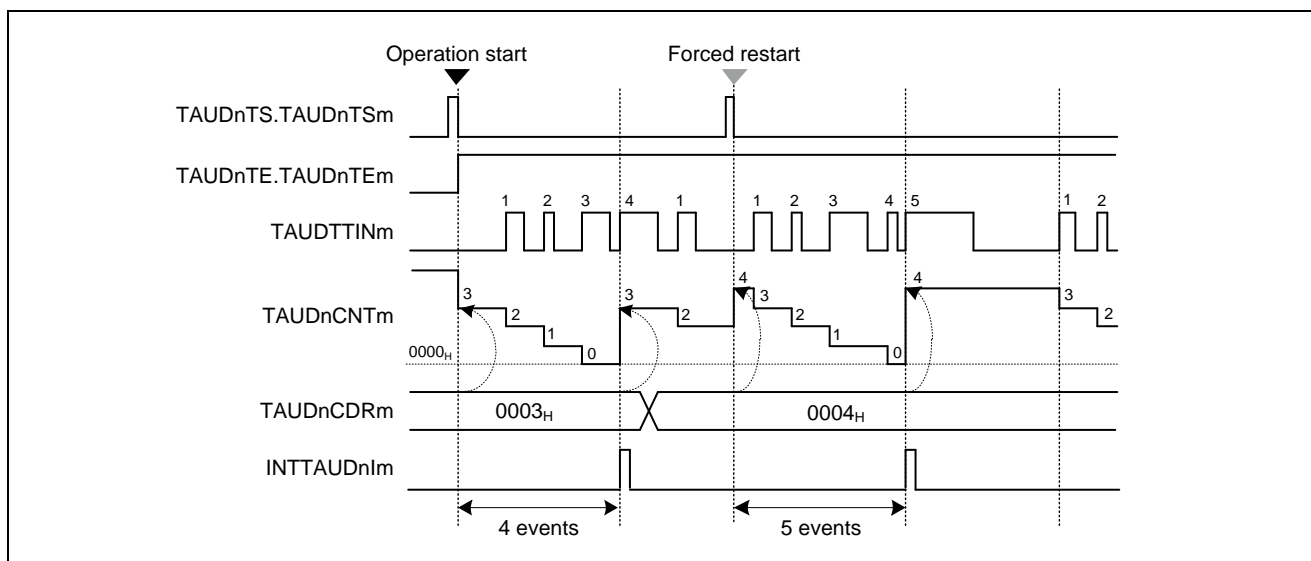 Operation start Forced restart
TAUDnTS.TAUDnTSm
TAUDnTE.TAUDnTEm
1 2 3 4 1 1 2 3 4 5 1 2
TAUDTTINm
4 4
3 3 3 3
TAUDnCNTm
2 2 2 2
1 1
0000H 0 0
TAUDnCDRm 0003H 0004H
INTTAUDnIm
4 events 5 events